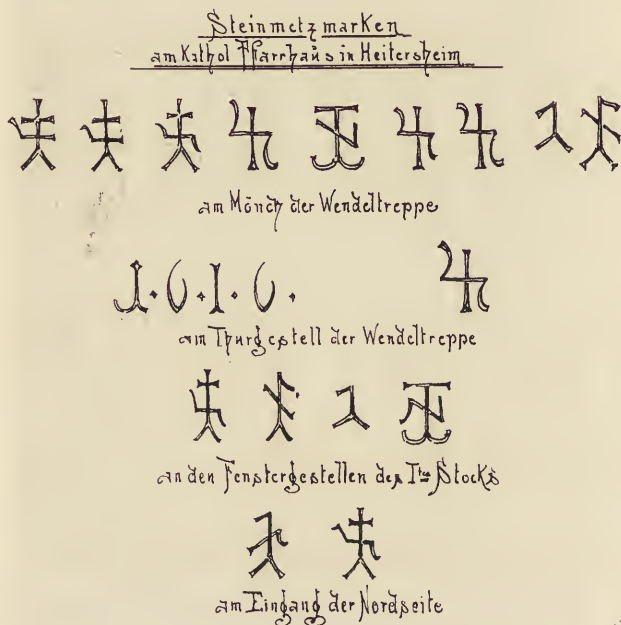 Steinmetzmarken
am Kathol Pfarrhaus in Heitersheim
am Mönch der Wendeltreppe
1.6.1.6.
am Thurgestell der Wendeltreppe
an den Fenstergestellen des Iten Stocks
am Eingang der Nordseite